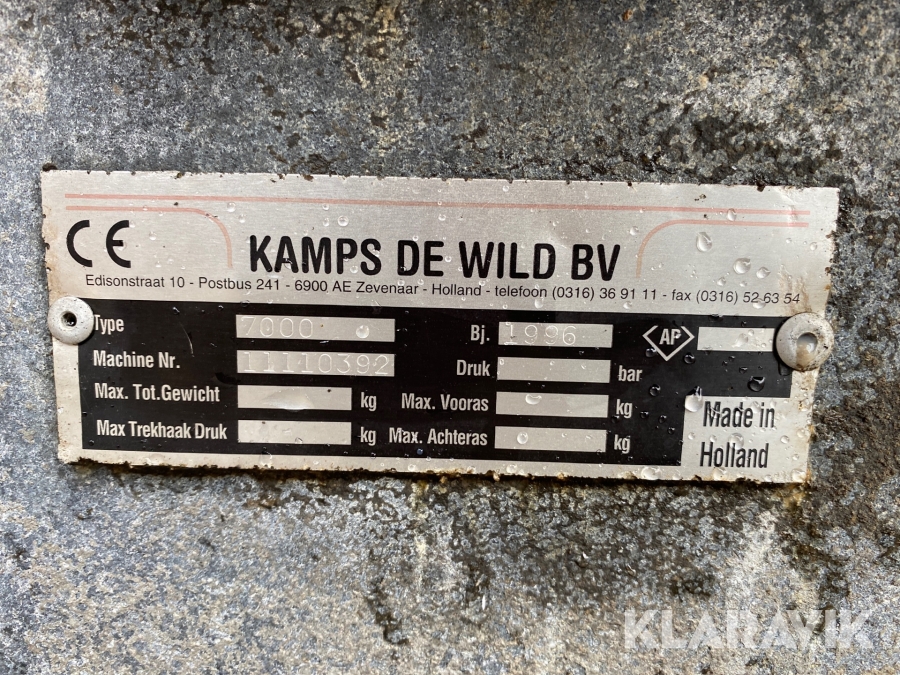 CE
KAMPS DE WILD BV
Edisonstraat 10 - Postbus 241 - 6900 AE Zevenaar - Holland - telefoon (0316) 36 91 11 - fax (0316) 52 63 54
Type 7000 Bj. 1996 AP
Machine Nr. 11110392 Druk bar
Max. Tot.Gewicht kg Max. Vooras kg
Max Trekhaak Druk kg Max. Achteras kg
Made in
Holland
KLARAVIK